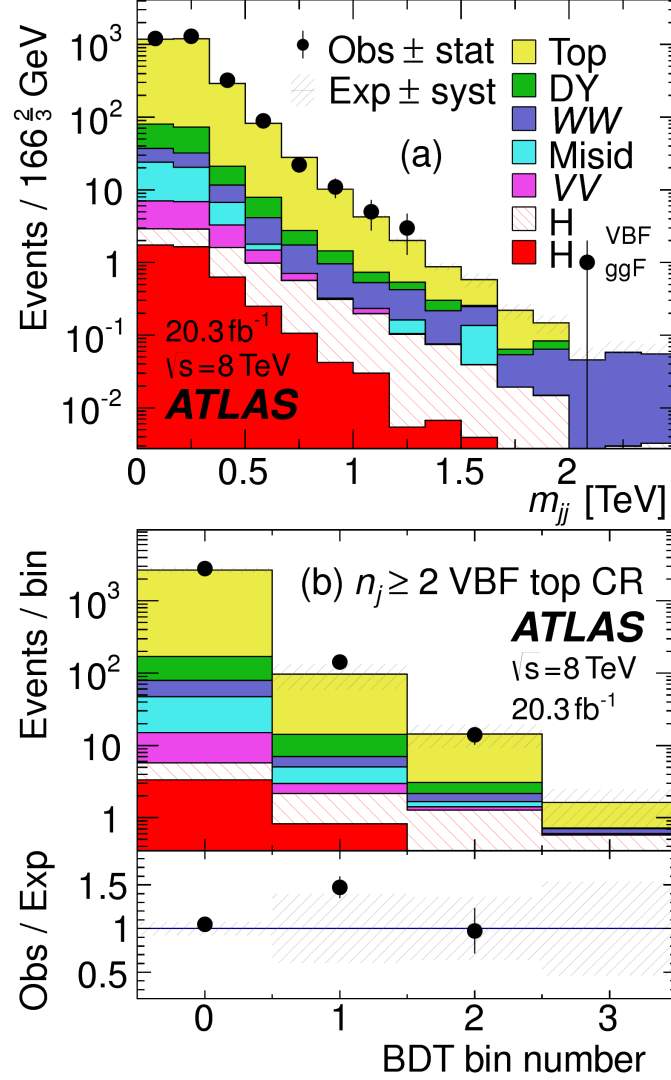 Events / 166 2/3 GeV
10³
10²
10
1
10⁻¹
10⁻²
Obs ± stat
Exp ± syst
(a)
Top
DY
WW
Misid
VV
H VBF
H ggF
20.3 fb⁻¹
√s = 8 TeV
ATLAS
0 0.5 1 1.5 2
m_jj [TeV]
Events / bin
10³
10²
10
1
(b) n_j ≥ 2 VBF top CR
ATLAS
√s = 8 TeV
20.3 fb⁻¹
Obs / Exp
1.5
1
0.5
0 1 2 3
BDT bin number